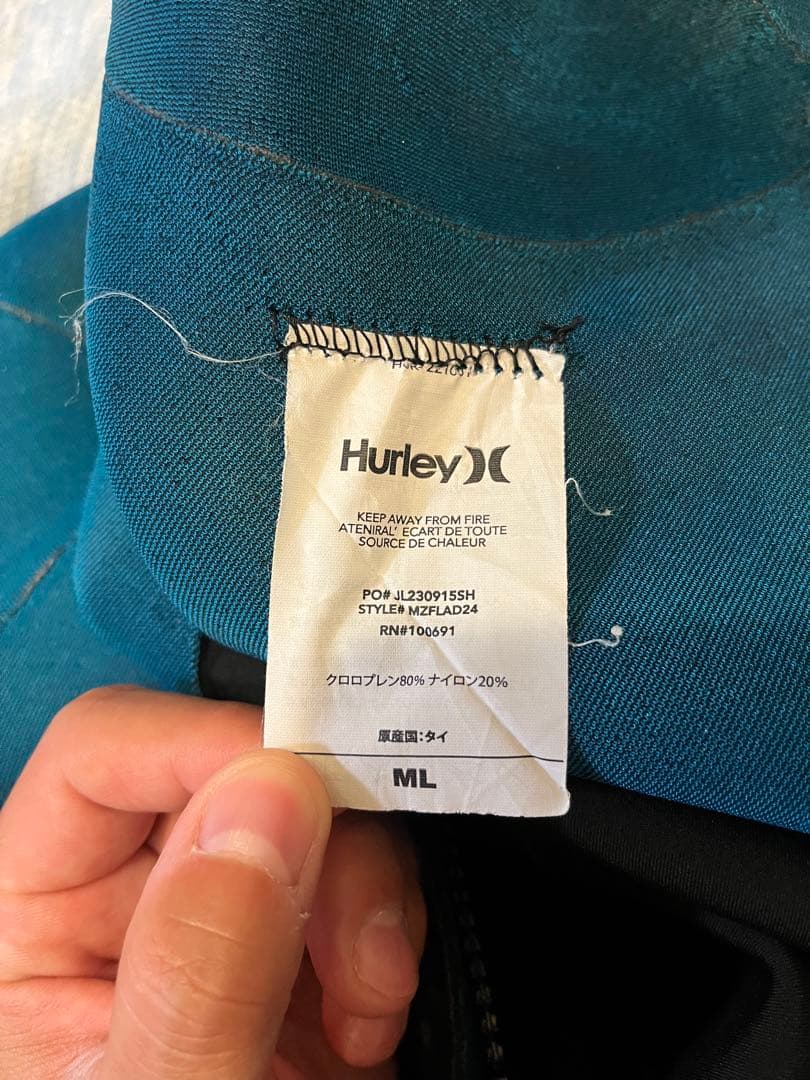 Hurley
KEEP AWAY FROM FIRE
ATENIRAL' ECART DE TOUTE
SOURCE DE CHALEUR
PO# JL230915SH
STYLE# MZFLAD24
RN#100691
クロロプレン80% ナイロン20%
原産国:タイ
ML